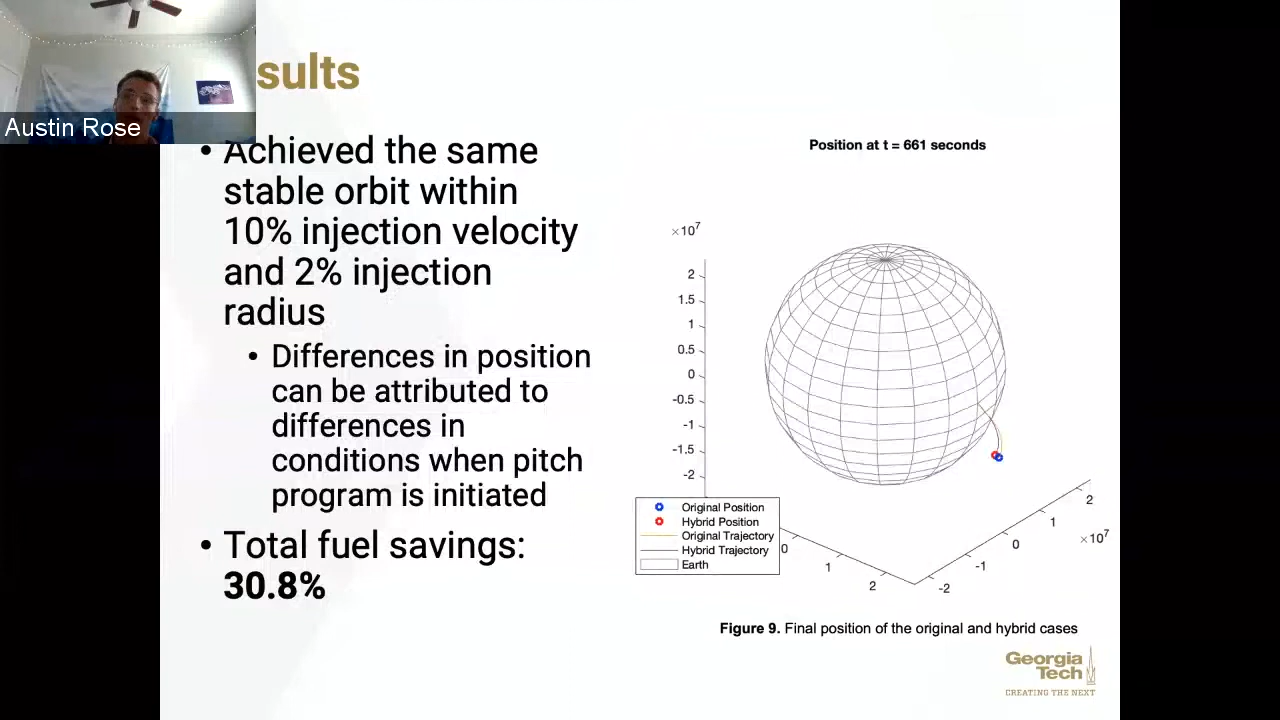 sults
Austin Rose
• Achieved the same
stable orbit within
10% injection velocity
and 2% injection
radius
• Differences in position
can be attributed to
differences in
conditions when pitch
program is initiated
• Total fuel savings:
30.8%
Position at t = 661 seconds
×10⁷
2
1.5
1
0.5
0
-0.5
-1
-1.5
-2
0
1
2
-2
-1
0
1
2
×10⁷
Original Position
Hybrid Position
Original Trajectory
Hybrid Trajectory
Earth
Figure 9. Final position of the original and hybrid cases
Georgia
Tech
CREATING THE NEXT